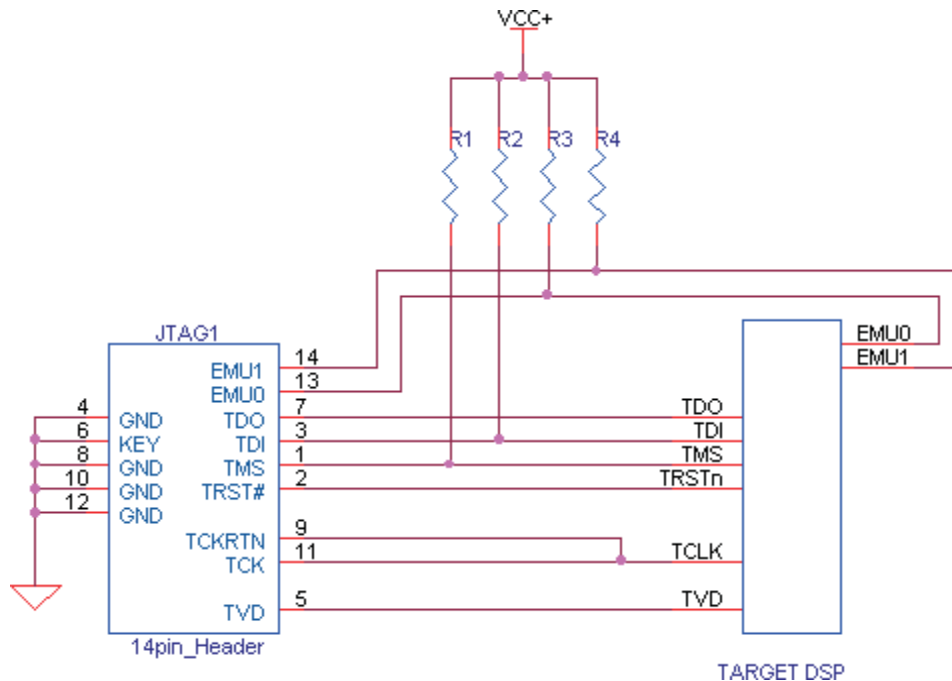 VCC+
R1 R2 R3 R4
JTAG1
EMU1 14
EMU0 13
TDO 7
TDI 3
TMS 1
TRST# 2
TCKRTN 9
TCK 11
TVD 5
4 GND
6 KEY
8 GND
10 GND
12 GND
14pin_Header
EMU0
EMU1
TDO
TDI
TMS
TRSTn
TCLK
TVD
TARGET DSP